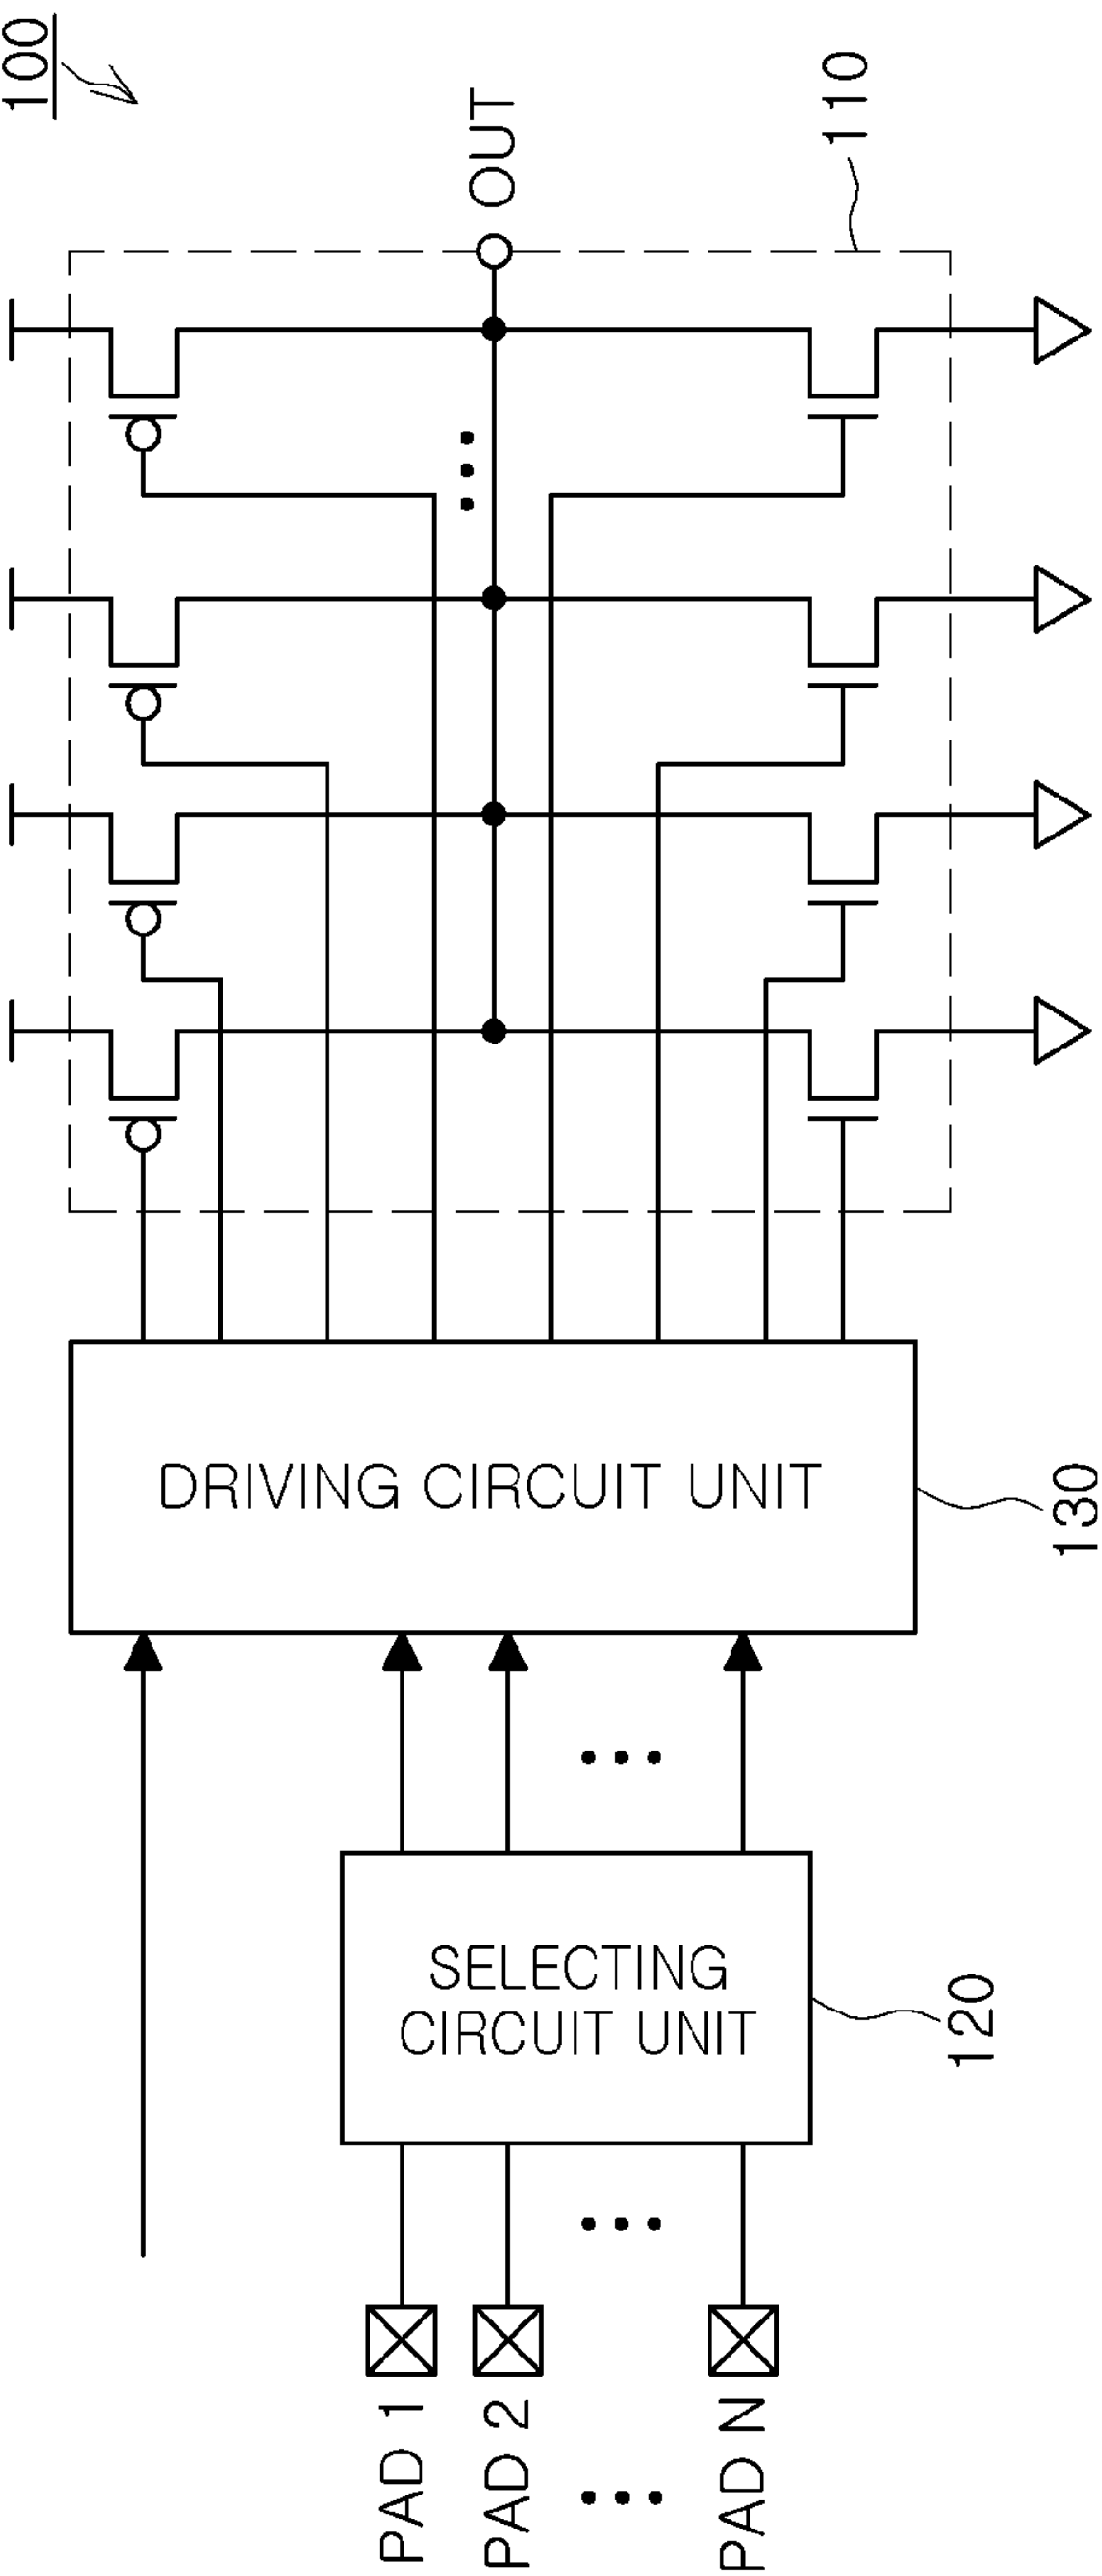 100
OUT
110
DRIVING CIRCUIT UNIT
130
SELECTING
CIRCUIT UNIT
120
PAD 1
PAD 2
PAD N